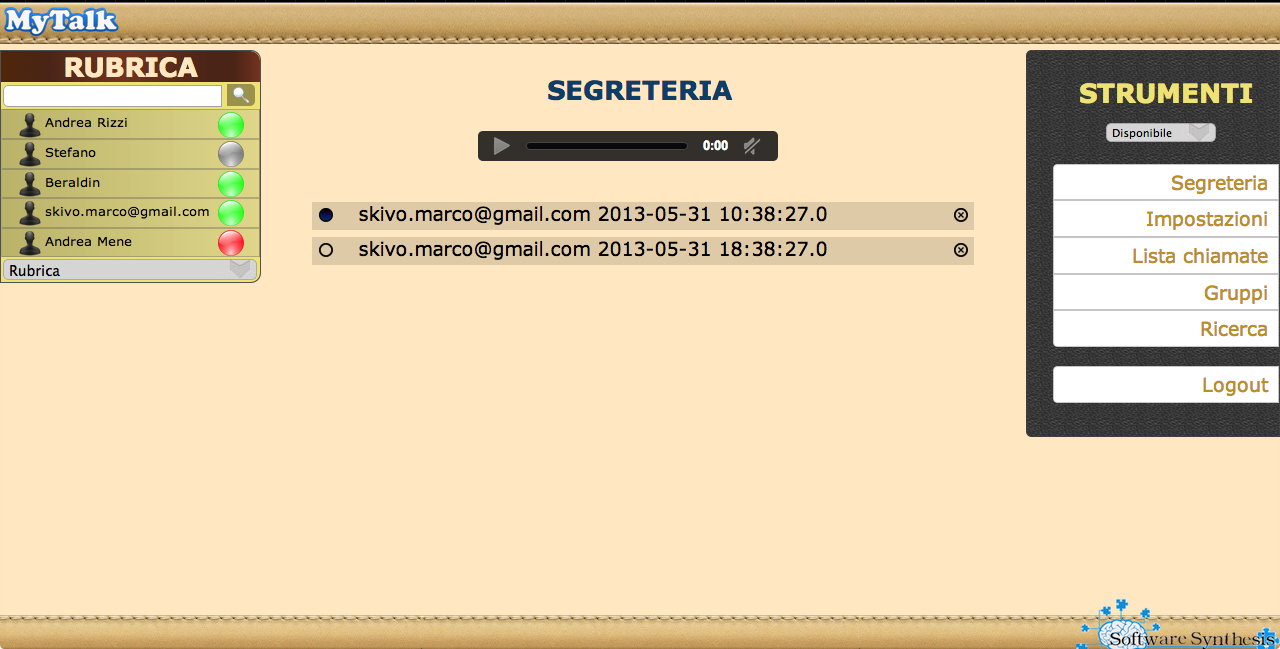 MyTalk
RUBRICA
Andrea Rizzi
Stefano
Beraldin
skivo.marco@gmail.com
Andrea Mene
Rubrica
SEGRETERIA
0:00
skivo.marco@gmail.com 2013-05-31 10:38:27.0
skivo.marco@gmail.com 2013-05-31 18:38:27.0
STRUMENTI
Disponibile
Segreteria
Impostazioni
Lista chiamate
Gruppi
Ricerca
Logout
Software Synthesis